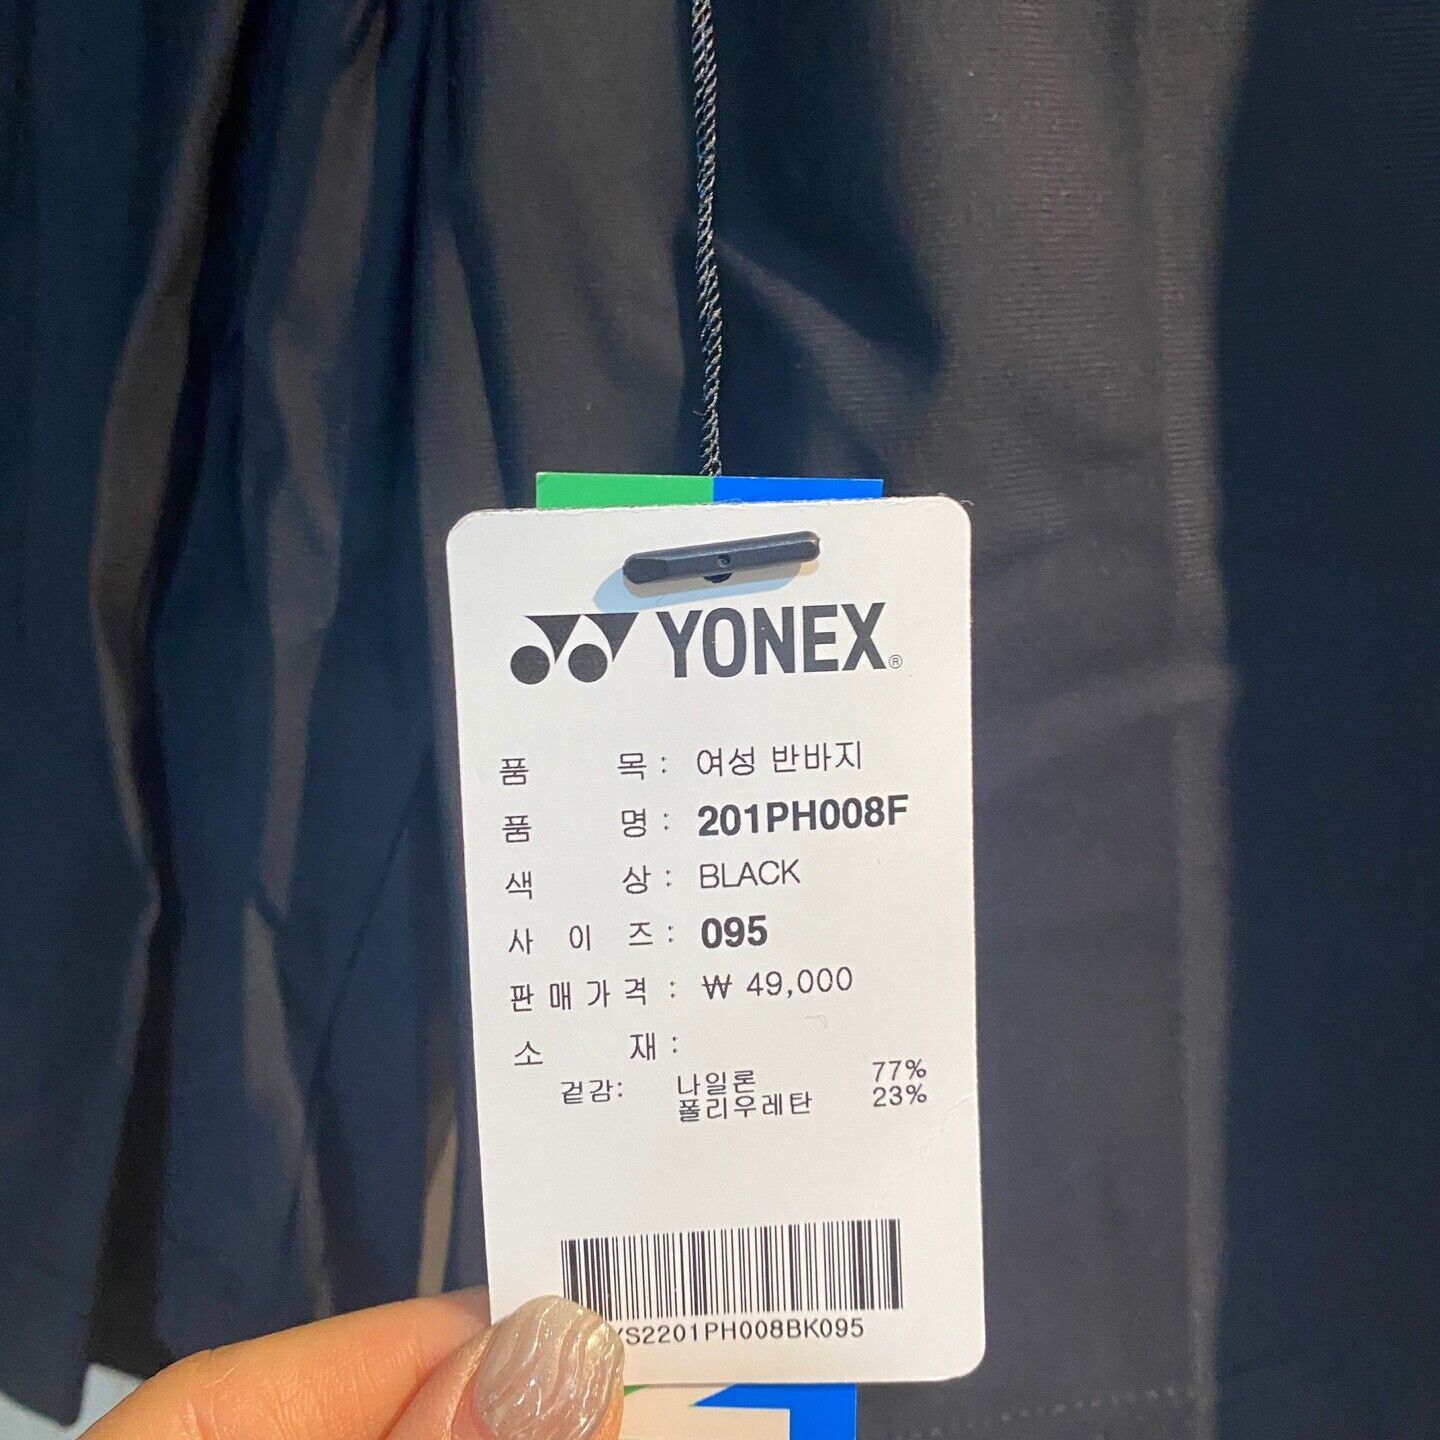 YONEX®
품 목 : 여성 반바지
품 명 : 201PH008F
색 상 : BLACK
사 이 즈 : 095
판 매 가 격 : ₩ 49,000
소 재 :
겉감: 나일론 77%
폴리우레탄 23%
S2201PH008BK095